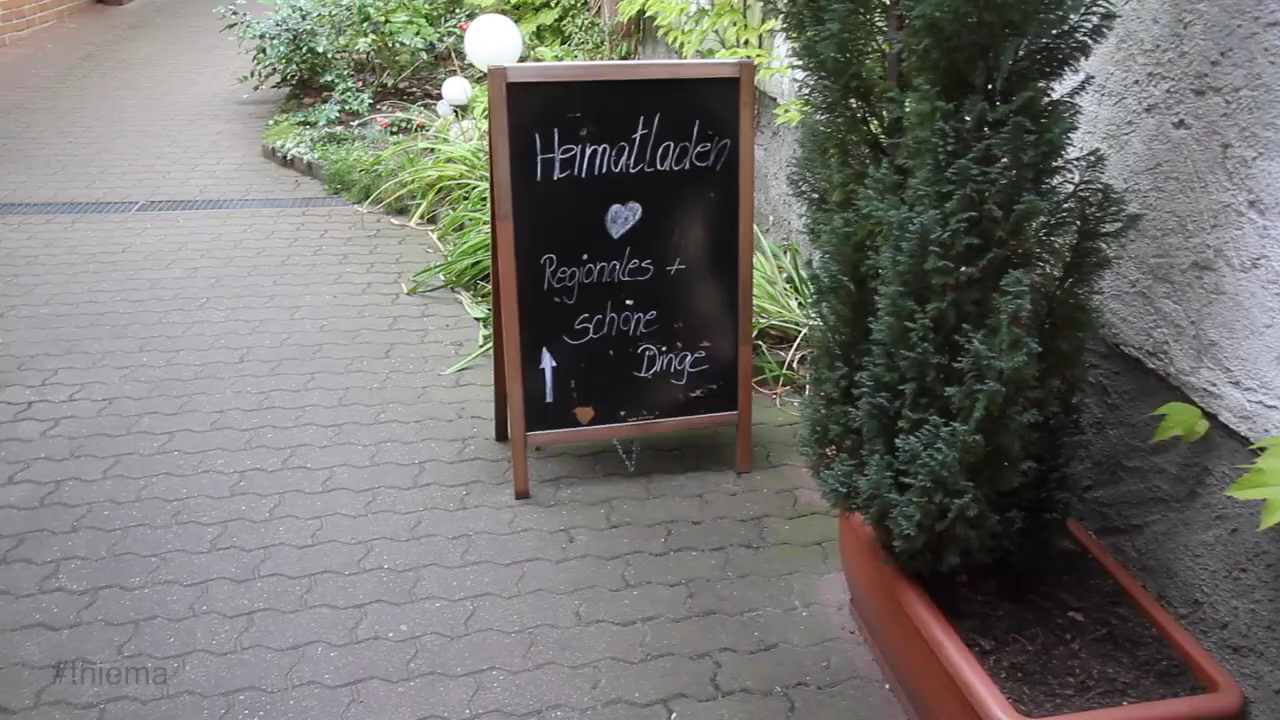 Heimatladen
Regionales +
schöne
Dinge
#thiema